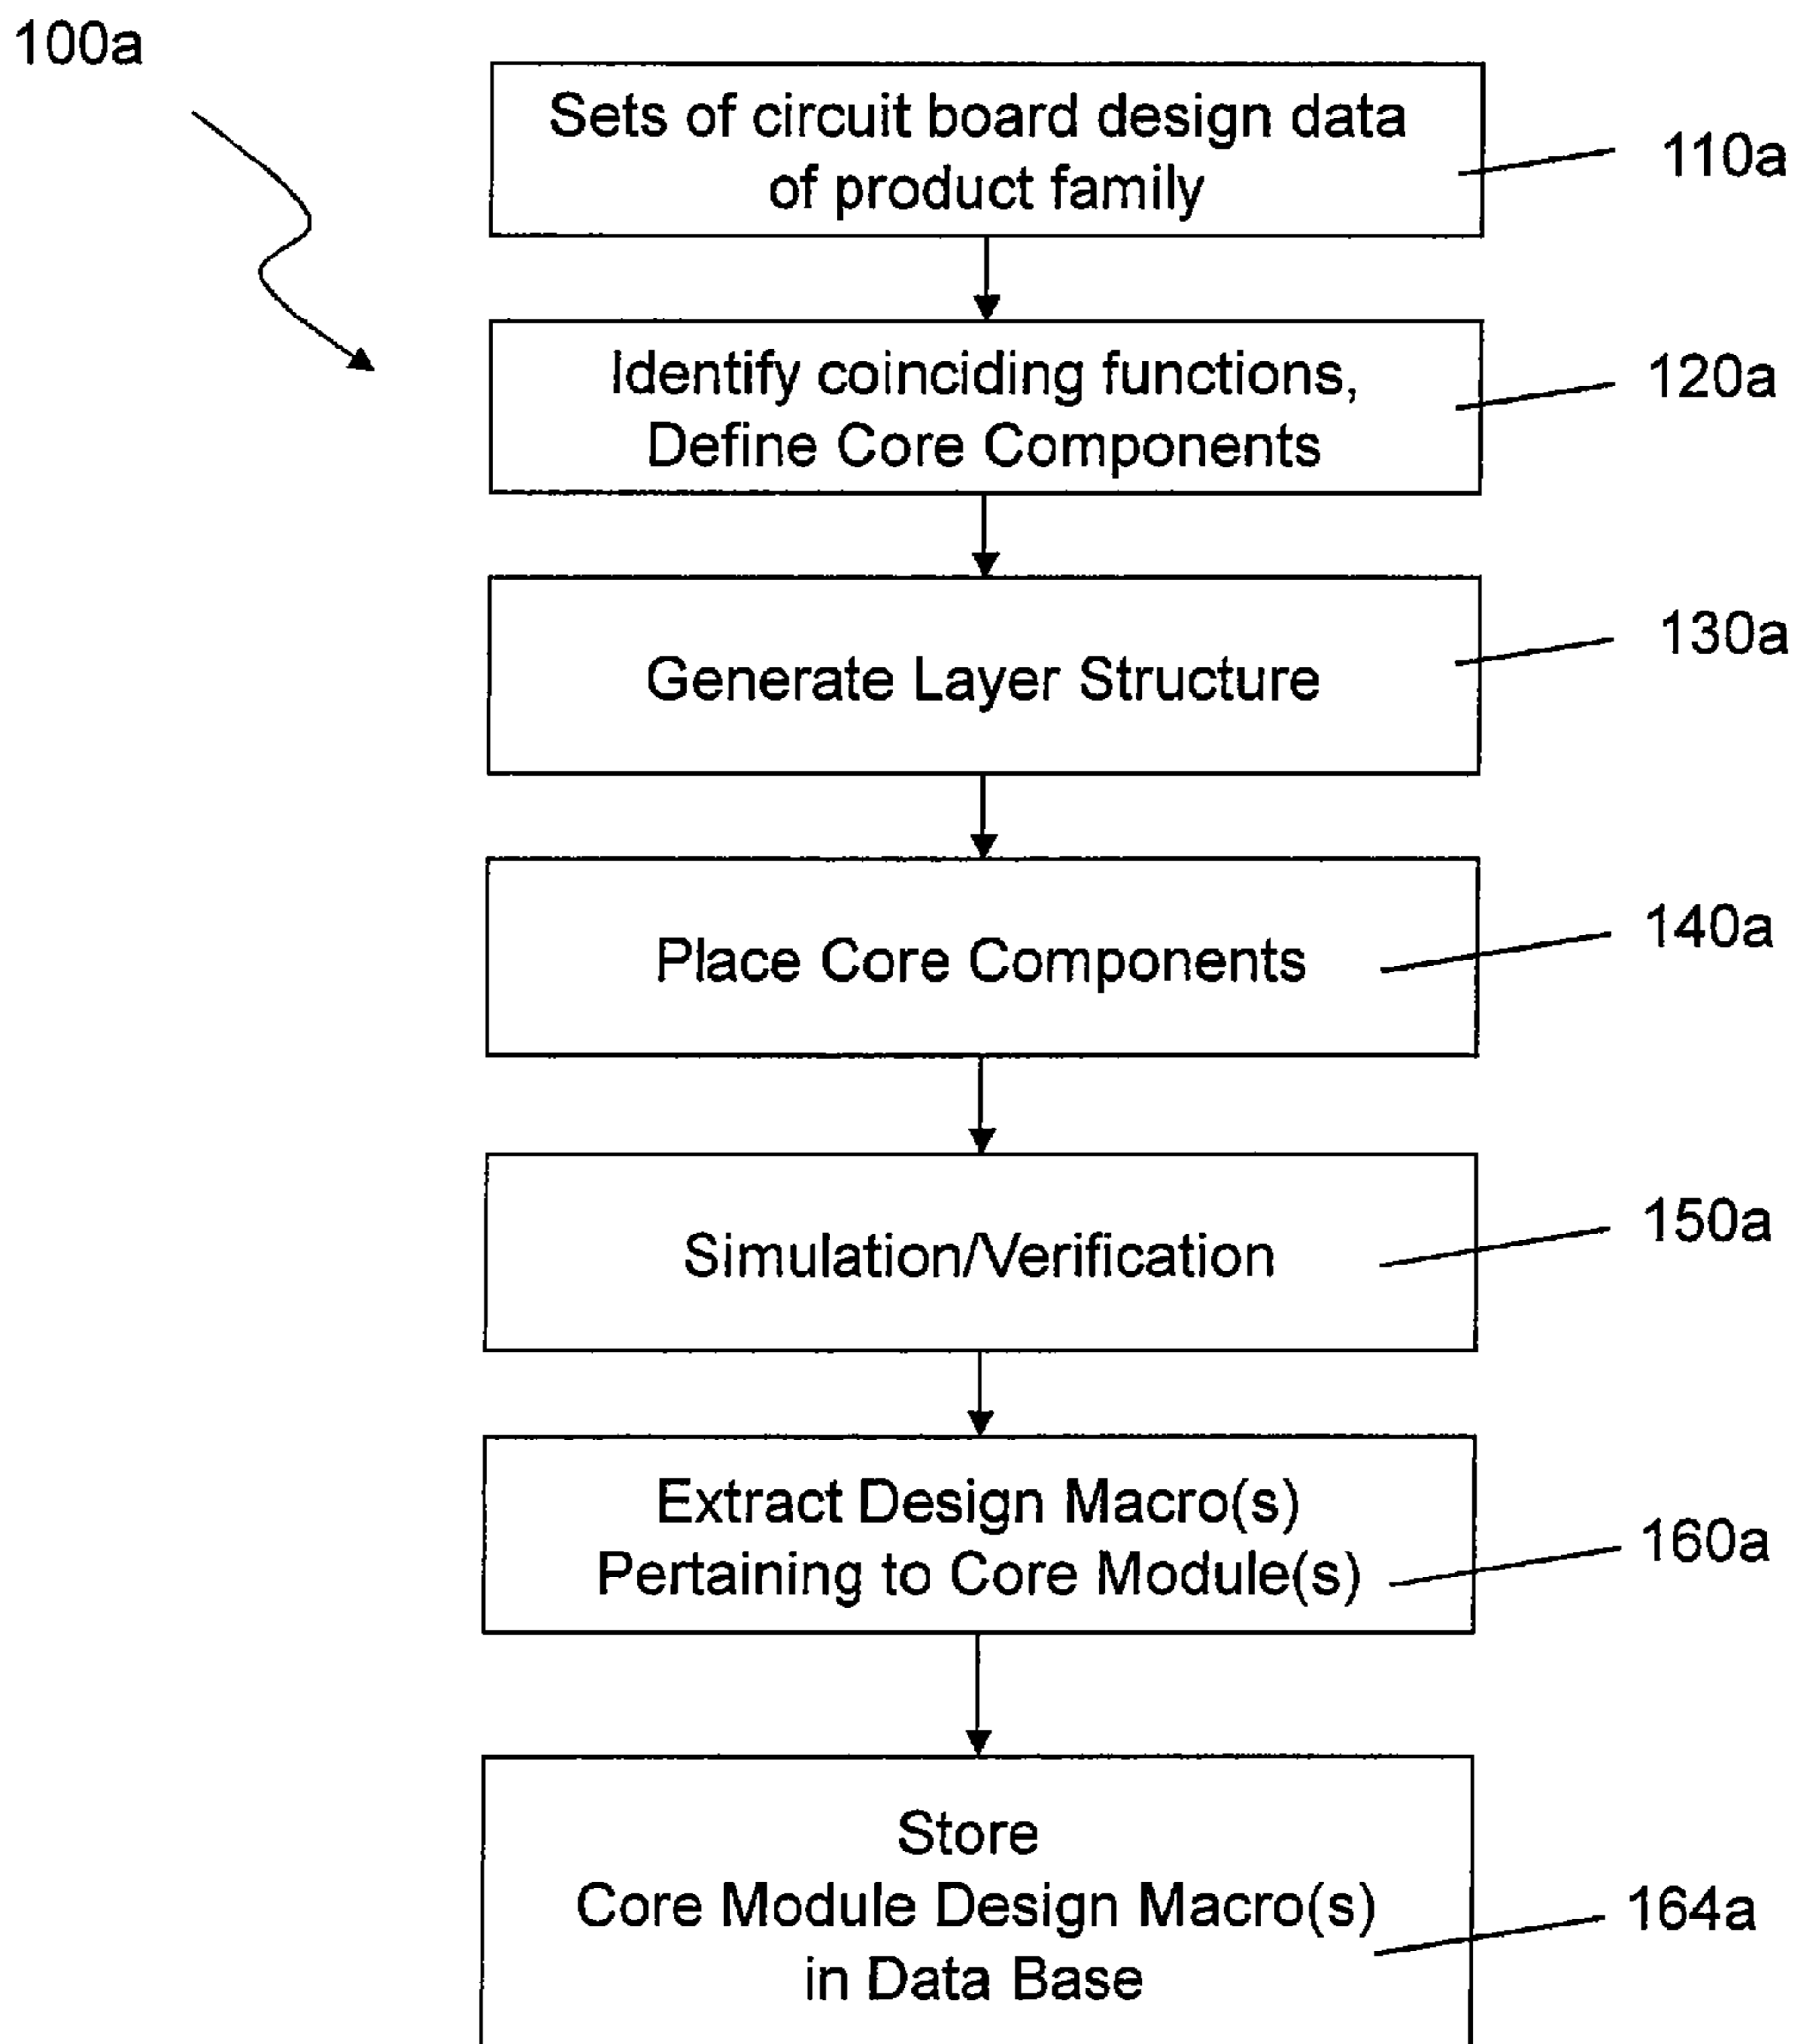 100a
Sets of circuit board design data
of product family
110a
Identify coinciding functions,
Define Core Components
120a
Generate Layer Structure
130a
Place Core Components
140a
Simulation/Verification
150a
Extract Design Macro(s)
Pertaining to Core Module(s)
160a
Store
Core Module Design Macro(s)
in Data Base
164a